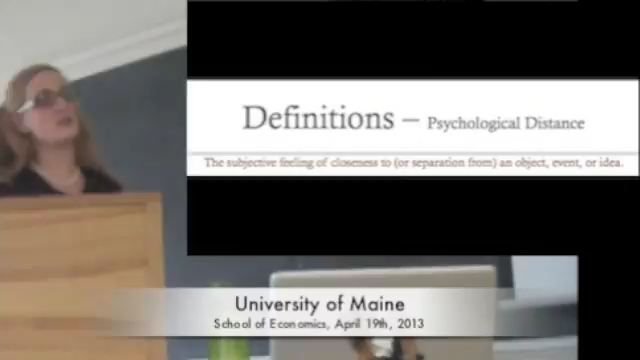 Definitions – Psychological Distance
The subjective feeling of closeness to (or separation from) an object, event, or idea.
University of Maine
School of Economics, April 19th, 2013